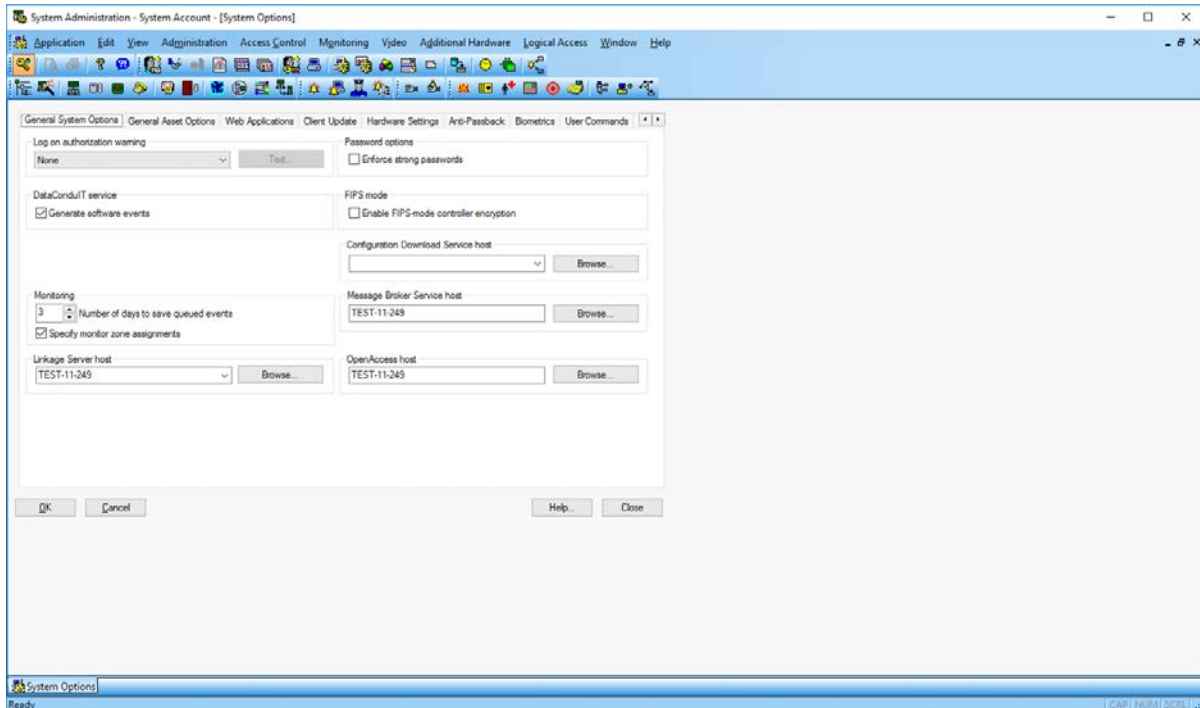 System Administration - System Account - [System Options]
Application Edit View Administration Access Control Monitoring Video Additional Hardware Logical Access Window Help
General System Options General Asset Options Web Applications Client Update Hardware Settings Anti-Passback Biometrics User Commands
Log on authorization warning
None Text...
Password options
Enforce strong passwords
DataConduIT service
Generate software events
FIPS mode
Enable FIPS-mode controller encryption
Configuration Download Service host
Browse...
Monitoring
3 Number of days to save queued events
Specify monitor zone assignments
Message Broker Service host
TEST-11-249 Browse...
Linkage Server host
TEST-11-249 Browse...
OpenAccess host
TEST-11-249 Browse...
OK Cancel Help... Close
System Options
Ready CAP NUM SCRL